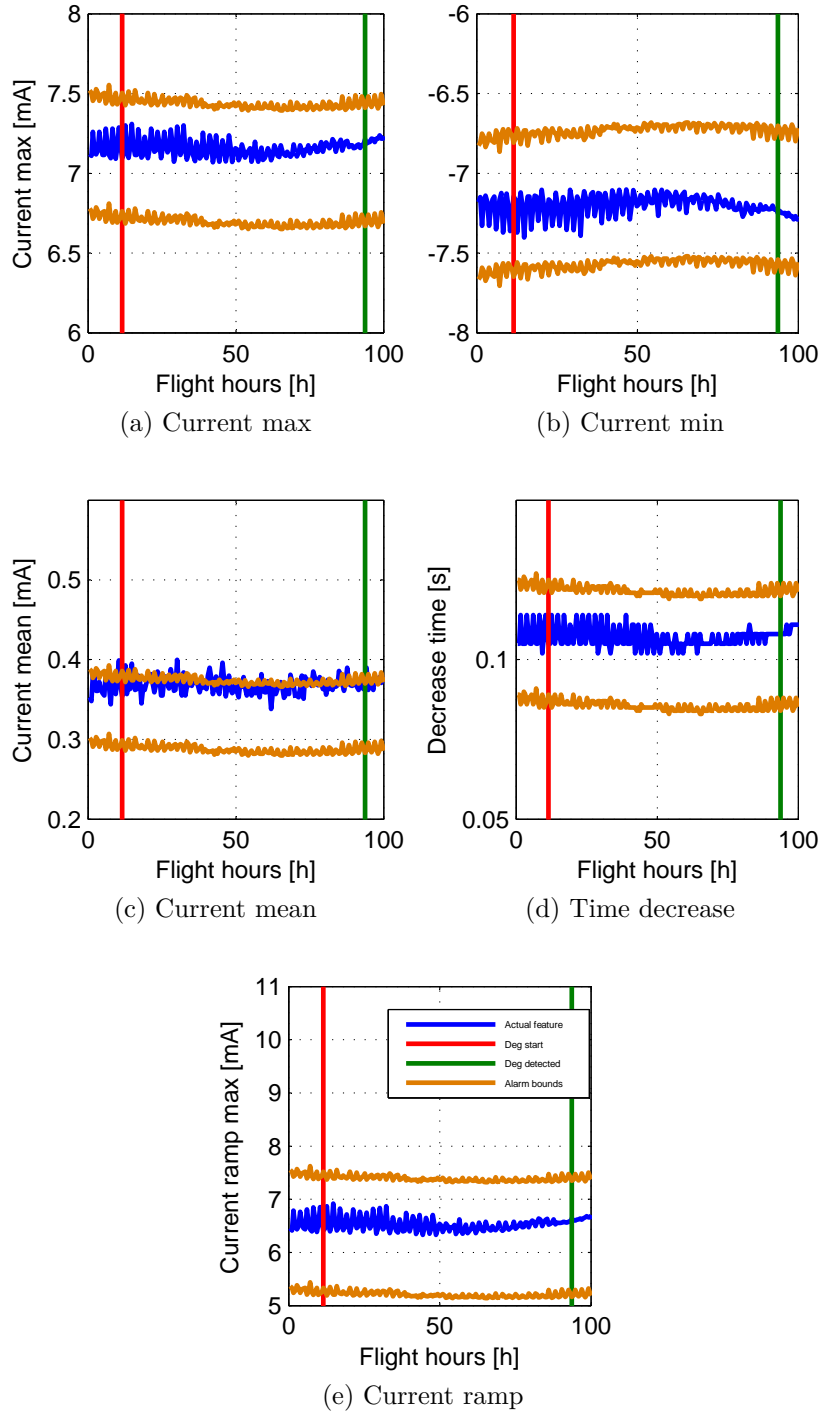 8
7.5
7
6.5
6
Current max [mA]
0
50
100
Flight hours [h]
(a) Current max
-6
-6.5
-7
-7.5
-8
Current max [mA]
0
50
100
Flight hours [h]
(b) Current min
0.5
0.4
0.3
0.2
Current mean [mA]
0
50
100
Flight hours [h]
(c) Current mean
0.1
0.05
Decrease time [s]
0
50
100
Flight hours [h]
(d) Time decrease
11
10
9
8
7
6
5
Current ramp max [mA]
Actual feature
Deg start
Deg detected
Alarm bounds
0
50
100
Flight hours [h]
(e) Current ramp